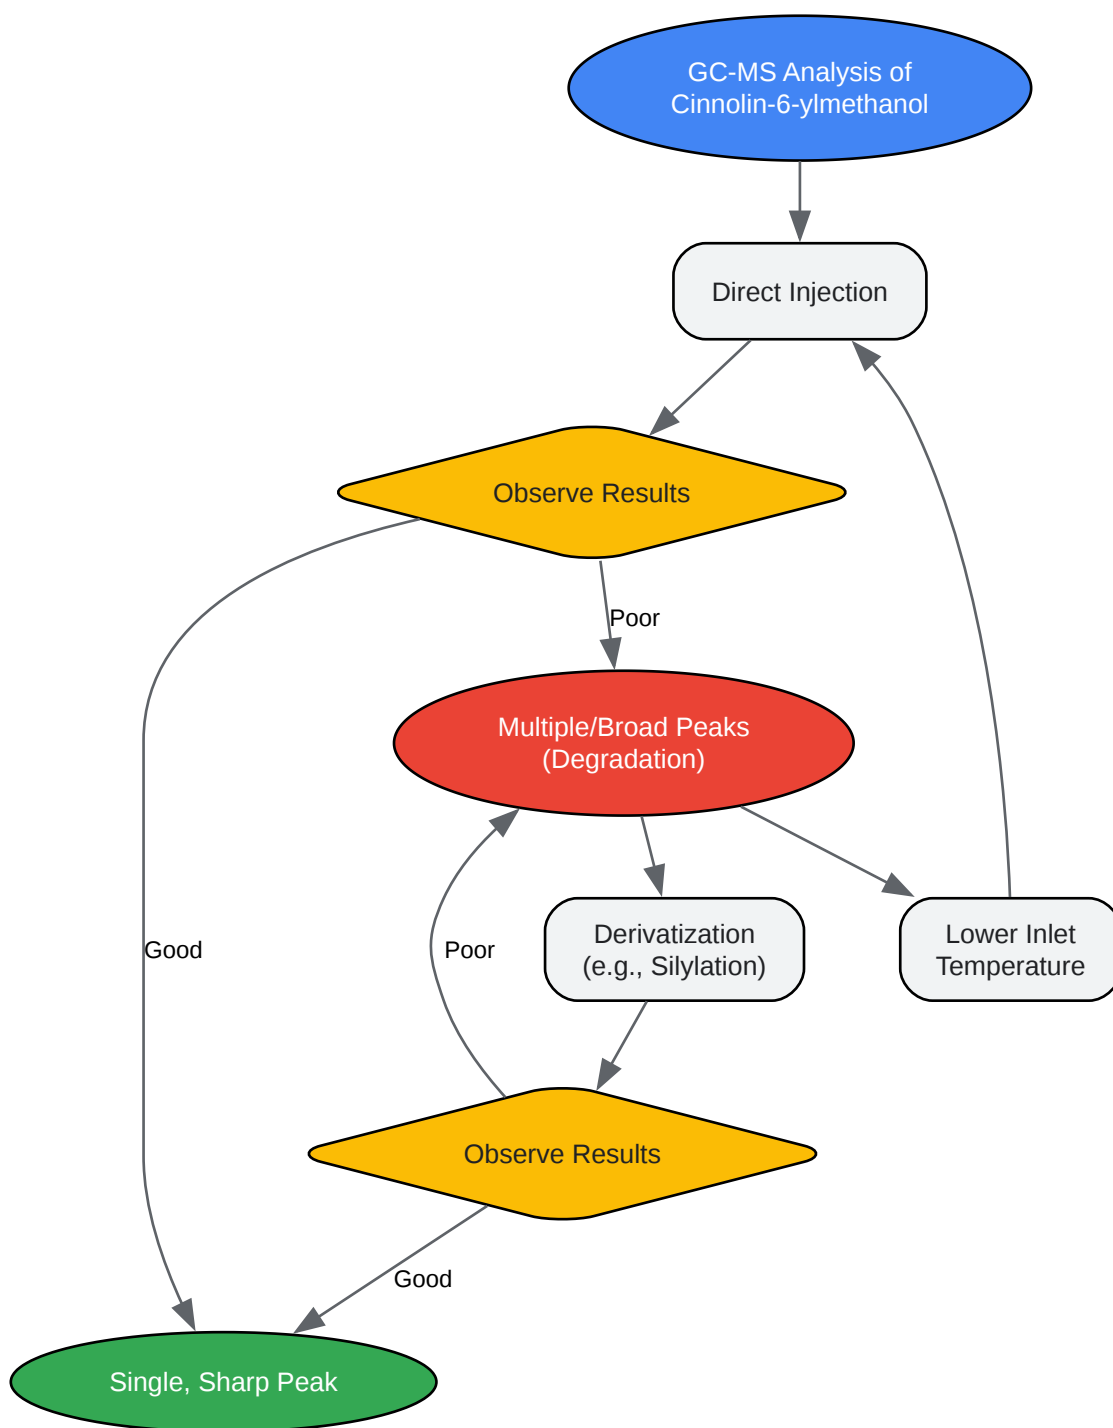 GC-MS Analysis of
Cinnolin-6-ylmethanol
Direct Injection
Observe Results
Poor
Multiple/Broad Peaks
(Degradation)
Good
Poor
Derivatization
(e.g., Silylation)
Lower Inlet
Temperature
Observe Results
Good
Single, Sharp Peak